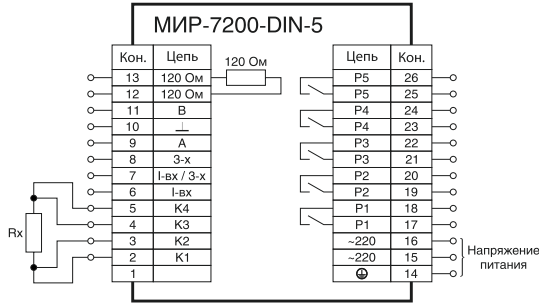 МИР-7200-DIN-5
Кон. Цепь
13 120 Ом
12 120 Ом
11 B
10 ⊥
9 A
8 3-х
7 I-вх / 3-х
6 I-вх
5 K4
4 K3
3 K2
2 K1
1
120 Ом
Rx
Цепь Кон.
P5 26
P5 25
P4 24
P4 23
P3 22
P3 21
P2 20
P2 19
P1 18
P1 17
~220 16
~220 15
14
Напряжение
питания